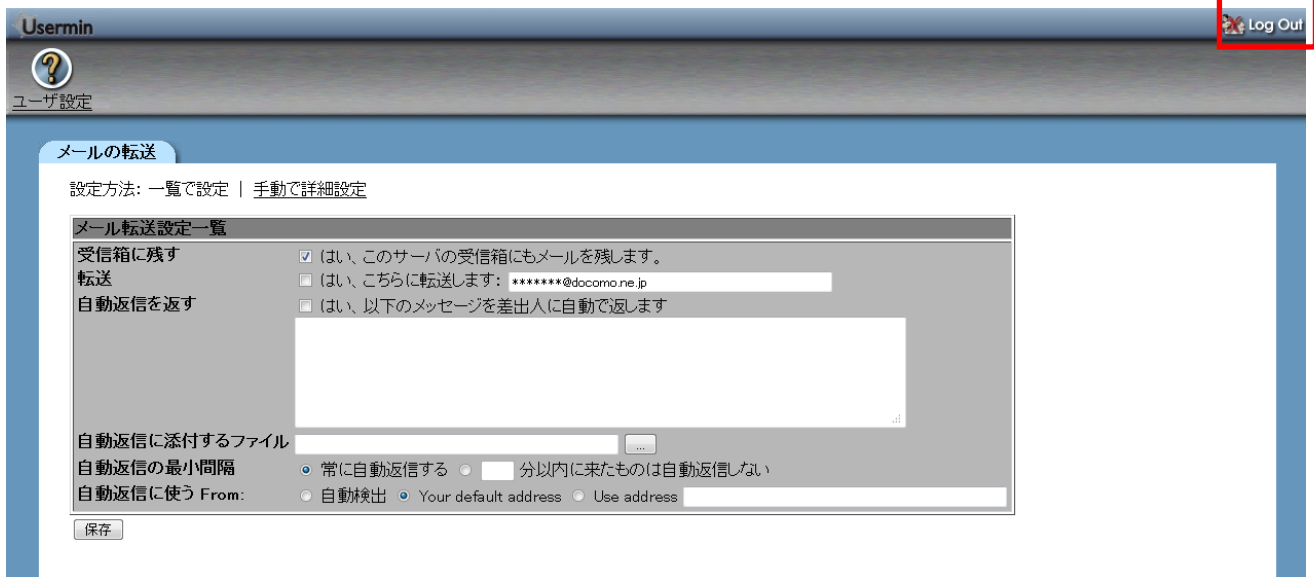 Usermin
Log Out
ユーザ設定
メールの転送
設定方法: 一覧で設定 | 手動で詳細設定
メール転送設定一覧
受信箱に残す はい、このサーバの受信箱にもメールを残します。
転送 はい、こちらに転送します: *******@docomo.ne.jp
自動返信を返す はい、以下のメッセージを差出人に自動で返します
自動返信に添付するファイル ...
自動返信の最小間隔 常に自動返信する 分以内に来たものは自動返信しない
自動返信に使う From: 自動検出 Your default address Use address
保存